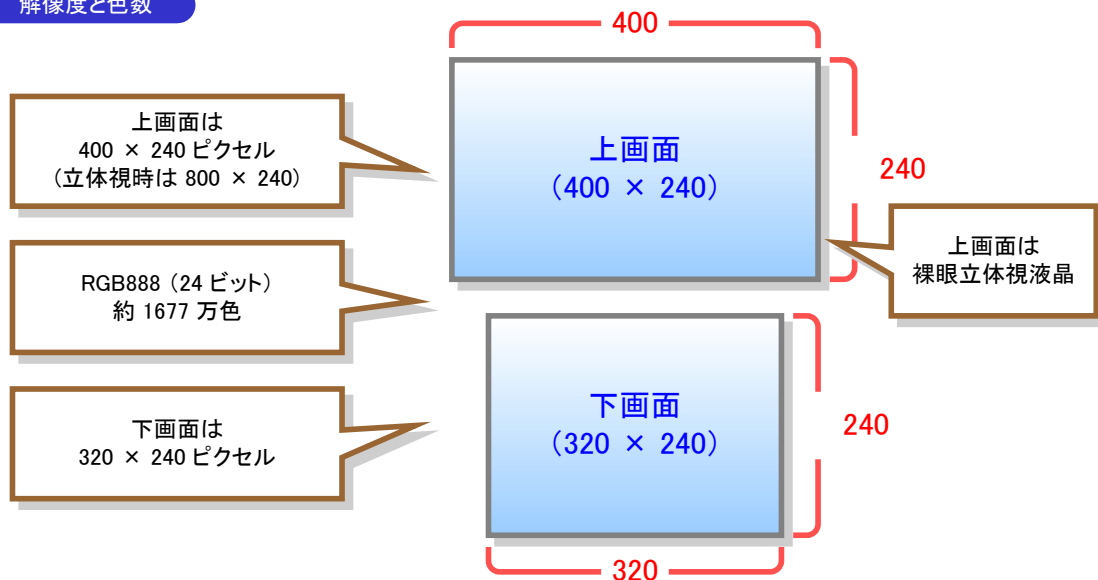 解像度と色数
400
上画面は
400 × 240 ピクセル
(立体視時は 800 × 240)
上画面
(400 × 240)
240
上画面は
裸眼立体視液晶
RGB888 (24 ビット)
約 1677 万色
下画面は
320 × 240 ピクセル
下画面
(320 × 240)
240
320